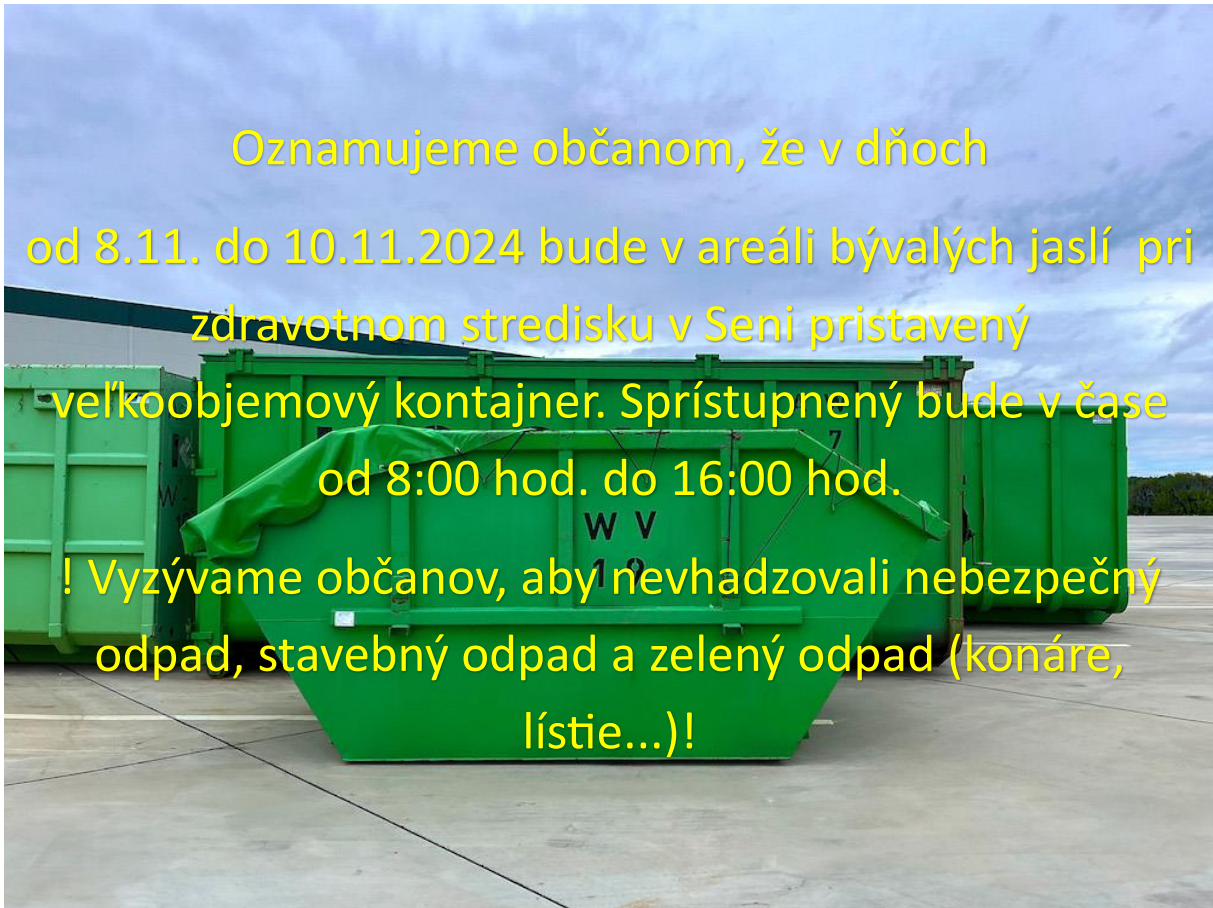 Oznamujeme občanom, že v dňoch
od 8.11. do 10.11.2024 bude v areáli bývalých jaslí  pri
zdravotnom stredisku v Seni pristavený
veľkoobjemový kontajner. Sprístupnený bude v čase
od 8:00 hod. do 16:00 hod.
! Vyzývame občanov, aby nevhadzovali nebezpečný
odpad, stavebný odpad a zelený odpad (konáre,
lístie...)!
W V
19
7